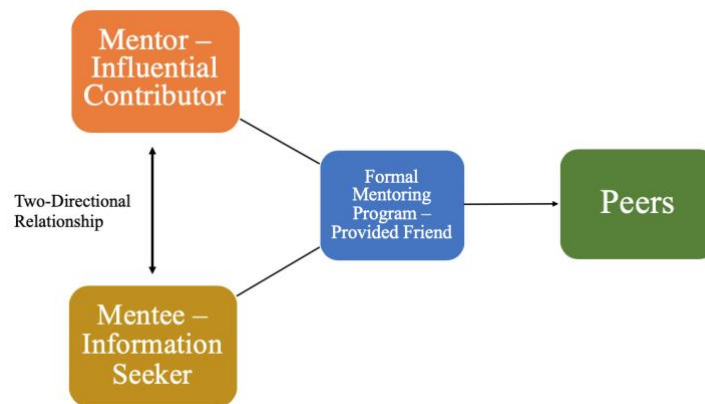 Mentor –
Influential
Contributor
Two-Directional
Relationship
Mentee –
Information
Seeker
Formal
Mentoring
Program –
Provided Friend
Peers